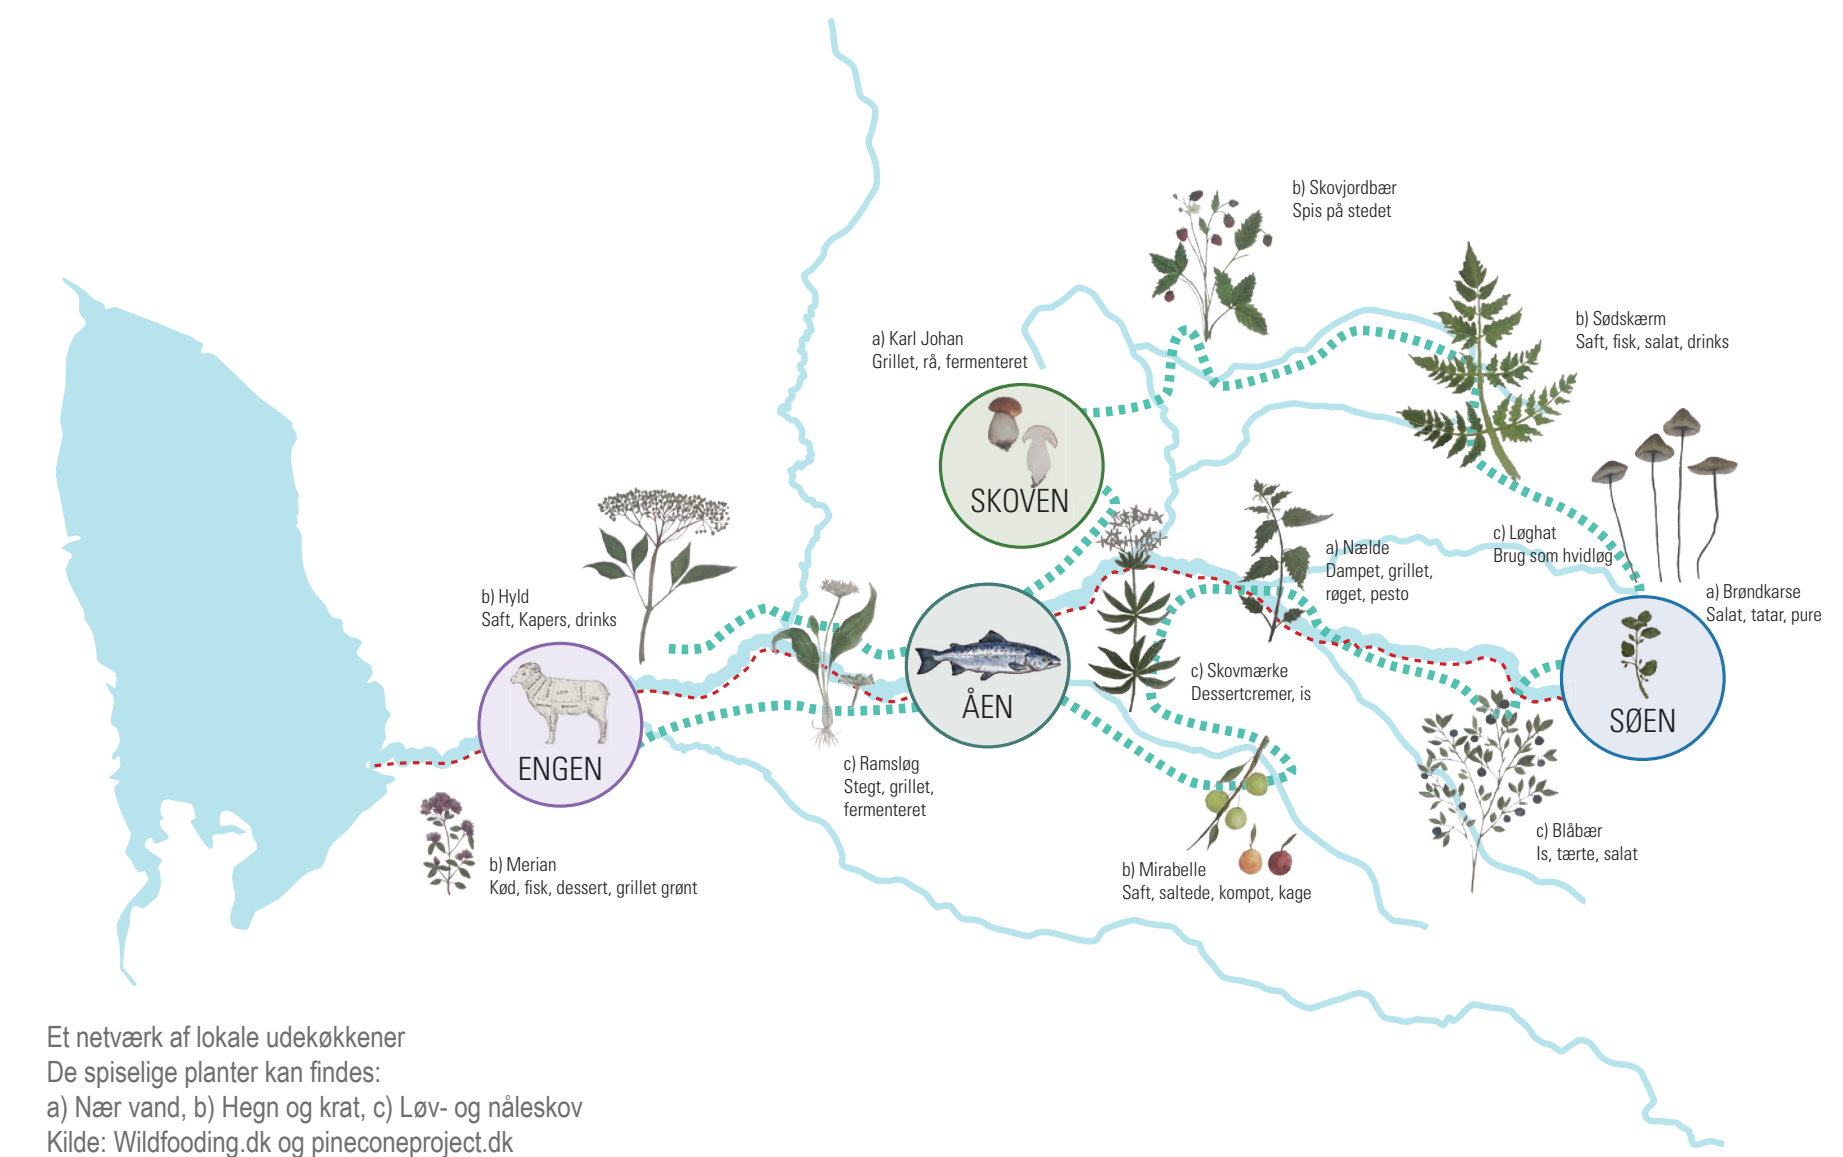 b) Skovjordbær
Spis på stedet
b) Sødskærm
Saft, fisk, salat, drinks
a) Karl Johan
Grillet, rå, fermenteret
SKOVEN
c) Løghat
Brug som hvidløg
a) Nælde
Dampet, grillet,
røget, pesto
a) Brøndkarse
Salat, tatar, pure
b) Hyld
Saft, Kapers, drinks
c) Skovmærke
Dessertcremer, is
ÅEN
SØEN
ENGEN
c) Ramsløg
Stegt, grillet,
fermenteret
c) Blåbær
Is, tærte, salat
b) Merian
Kød, fisk, dessert, grillet grønt
b) Mirabelle
Saft, saltede, kompot, kage
Et netværk af lokale udekøkkener
De spiselige planter kan findes:
a) Nær vand, b) Hegn og krat, c) Løv- og nåleskov
Kilde: Wildfooding.dk og pineconeproject.dk